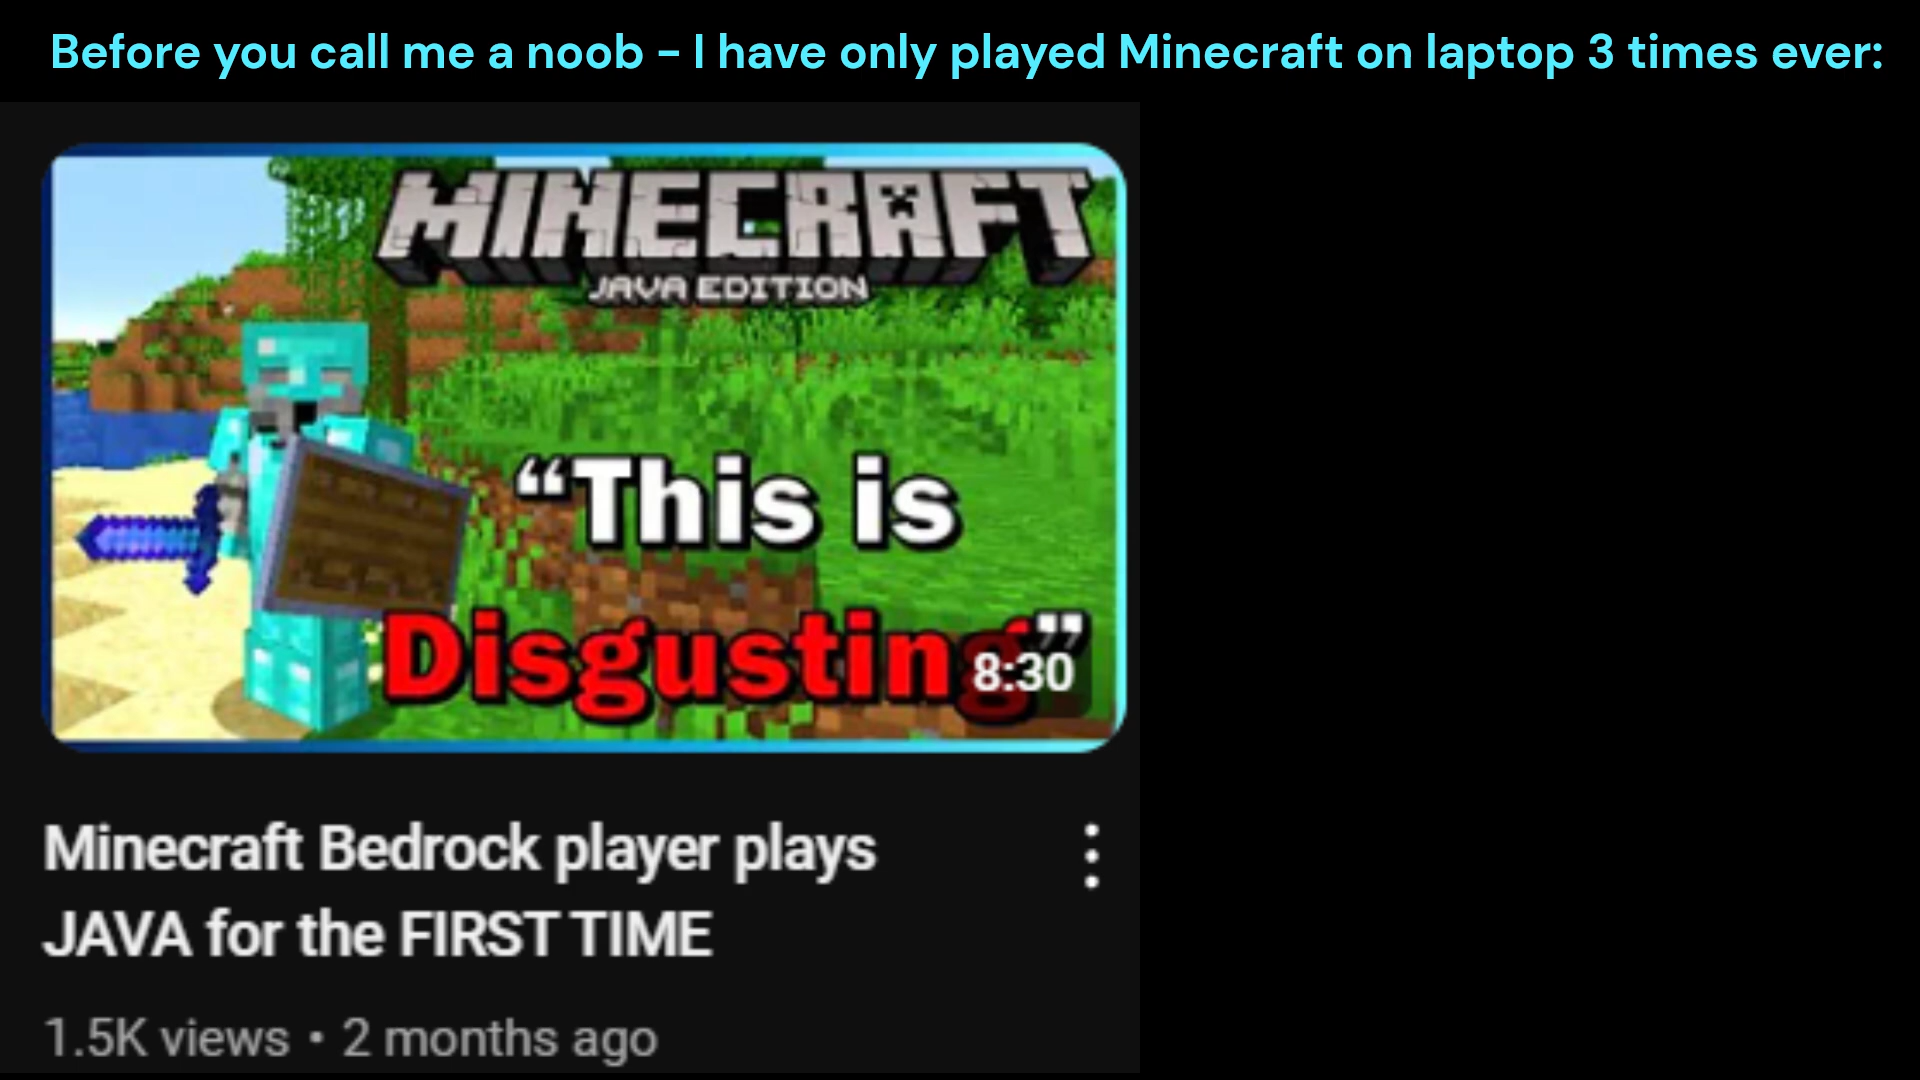 Before you call me a noob - I have only played Minecraft on laptop 3 times ever:
MINECRAFT
JAVA EDITION
“This is
Disgusting”
8:30
Minecraft Bedrock player plays
JAVA for the FIRST TIME
1.5K views • 2 months ago